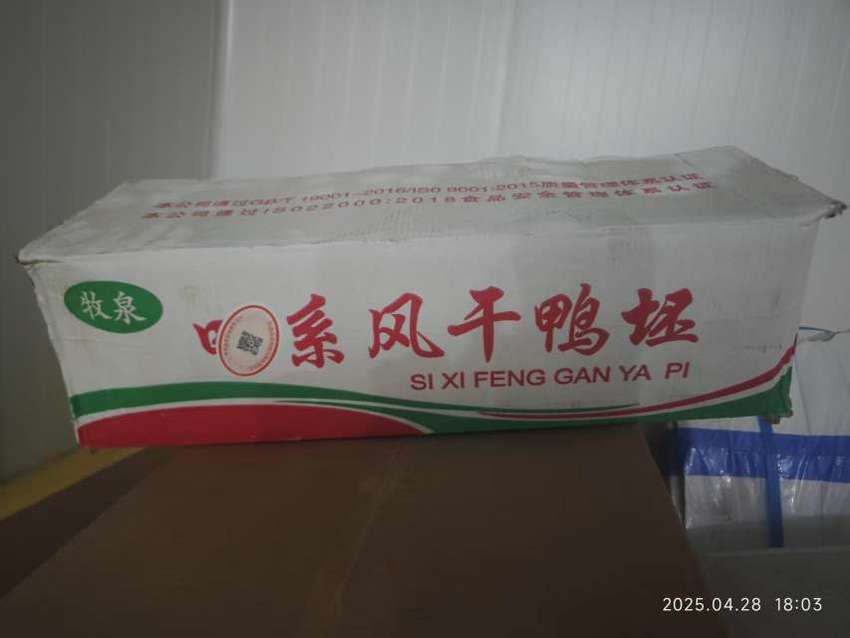 本公司通过GB/T 19001-2016/ISO 9001:2015质量管理体系认证
本公司通过ISO22000:2018食品安全管理体系认证
牧泉
系风干鸭坯
SI XI FENG GAN YA PI
2025.04.28 18:03